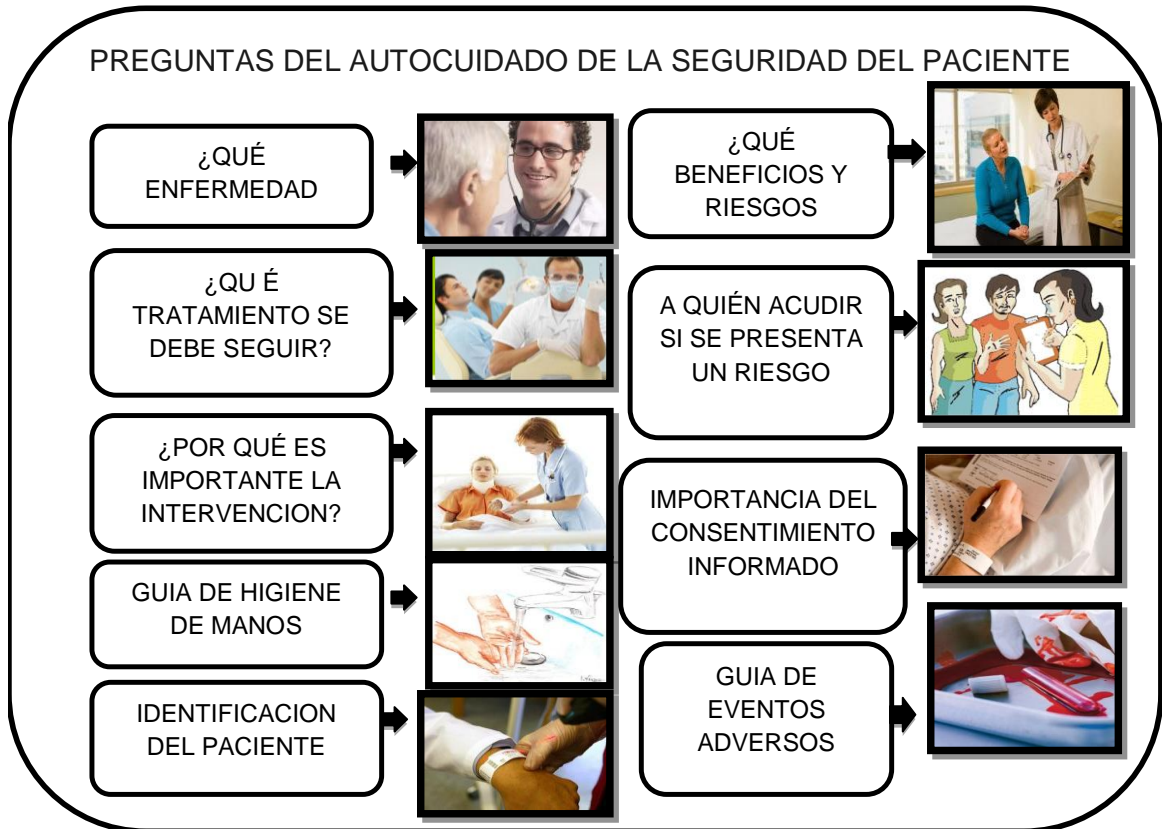 PREGUNTAS DEL AUTOCUIDADO DE LA SEGURIDAD DEL PACIENTE
¿QUÉ
ENFERMEDAD
¿QU É
TRATAMIENTO SE
DEBE SEGUIR?
¿POR QUÉ ES
IMPORTANTE LA
INTERVENCION?
GUIA DE HIGIENE
DE MANOS
IDENTIFICACION
DEL PACIENTE
¿QUÉ
BENEFICIOS Y
RIESGOS
A QUIÉN ACUDIR
SI SE PRESENTA
UN RIESGO
IMPORTANCIA DEL
CONSENTIMIENTO
INFORMADO
GUIA DE
EVENTOS
ADVERSOS